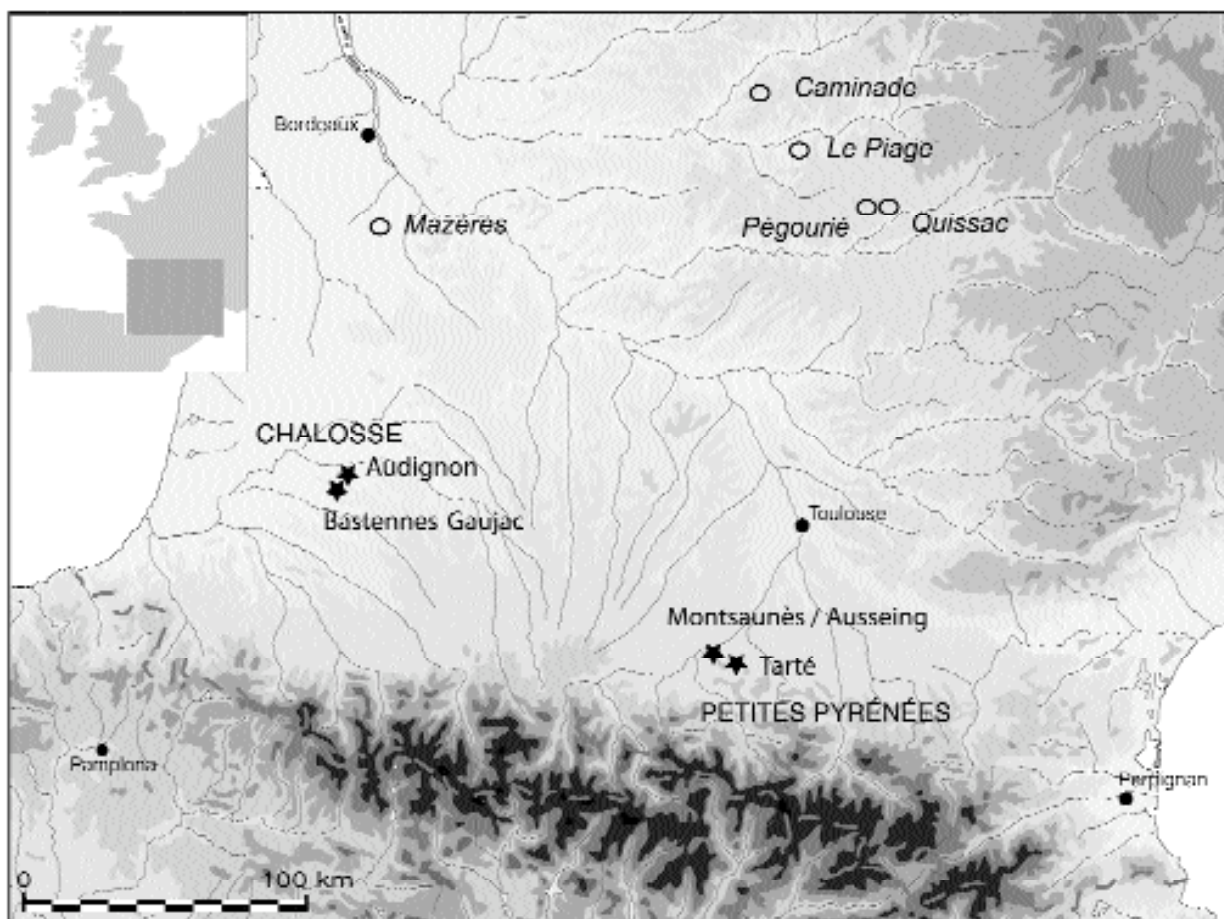 Caminade
Bordeaux
Le Piage
Mazères
Pégourié
Quissac
CHALOSSE
Aüdignon
Bastennes Gaujac
Toulouse
Montsaunès / Ausseing
Tarté
PETITES PYRÉNÉES
Pamplona
Perpignan
0 100 km